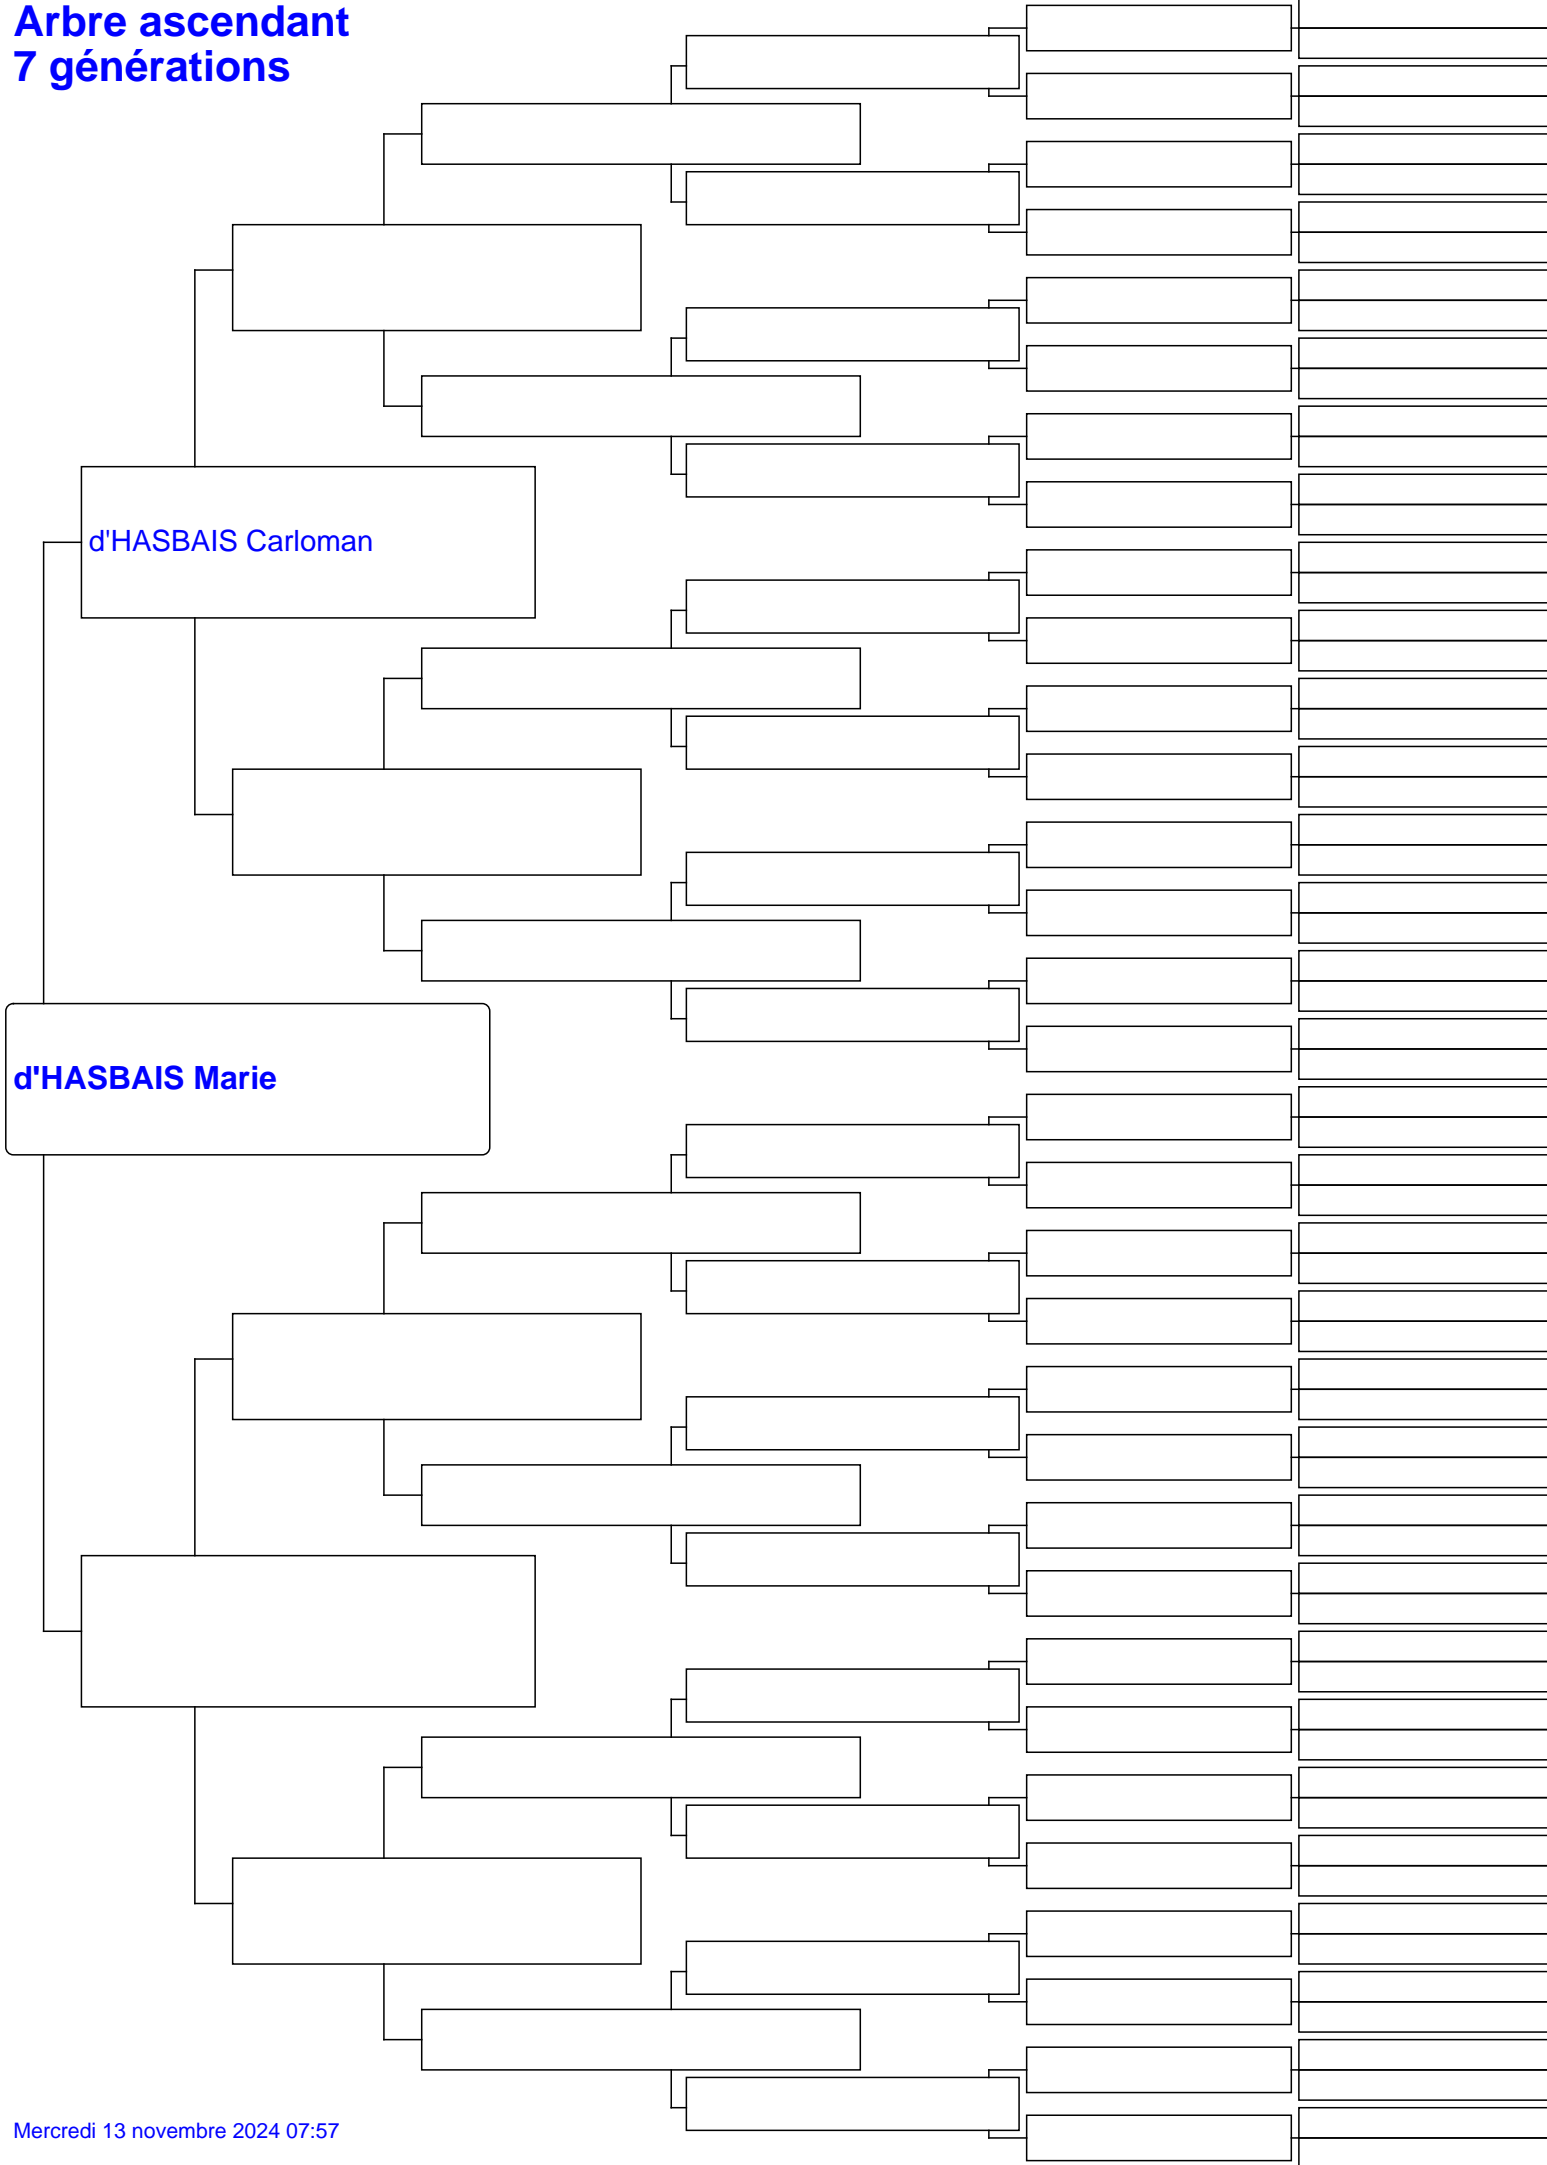 Arbre ascendant
7 générations
d'HASBAIS Carloman
d'HASBAIS Marie
Mercredi 13 novembre 2024 07:57